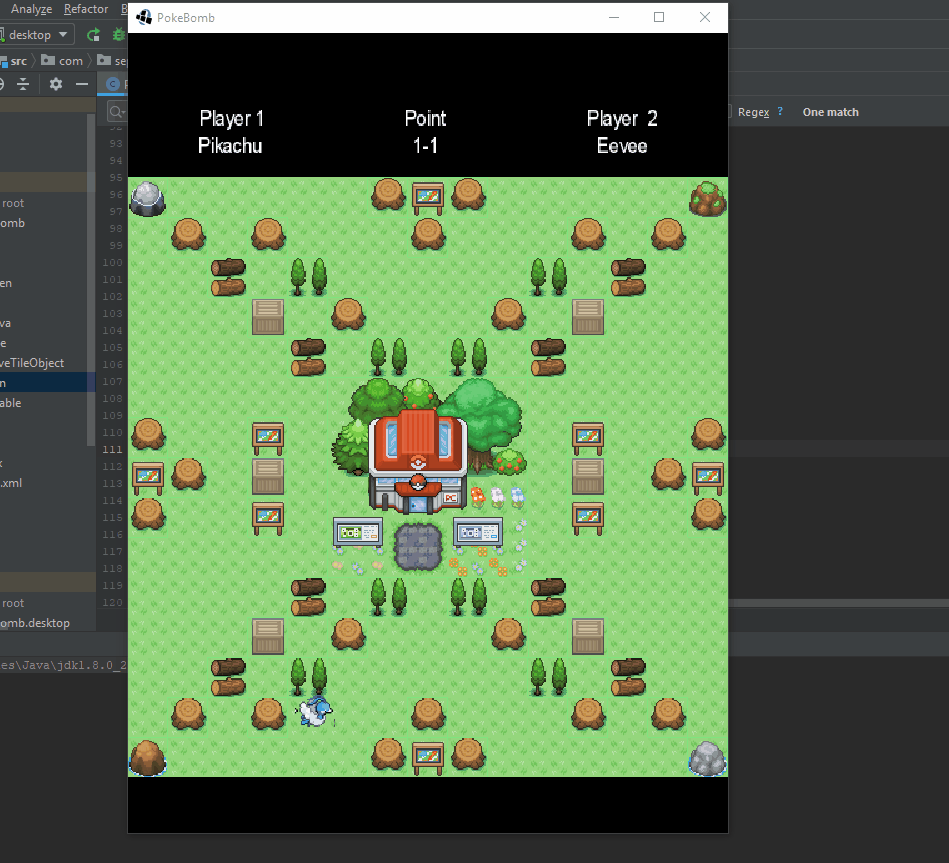 Analyze Refactor B
PokeBomb
desktop
src com se
Regex ? One match
Player 1 Point Player 2
Pikachu 1-1 Eevee
93
94
95
96
root 97
omb 98
99
100
101
en 102
103
va 104
e 105
veTileObject 106
n 107
able 108
109
110
111
x 112
.xml 113
PC
114
115
116
117
118
119
root 120
omb.desktop
es\Java\jdk1.8.0_2